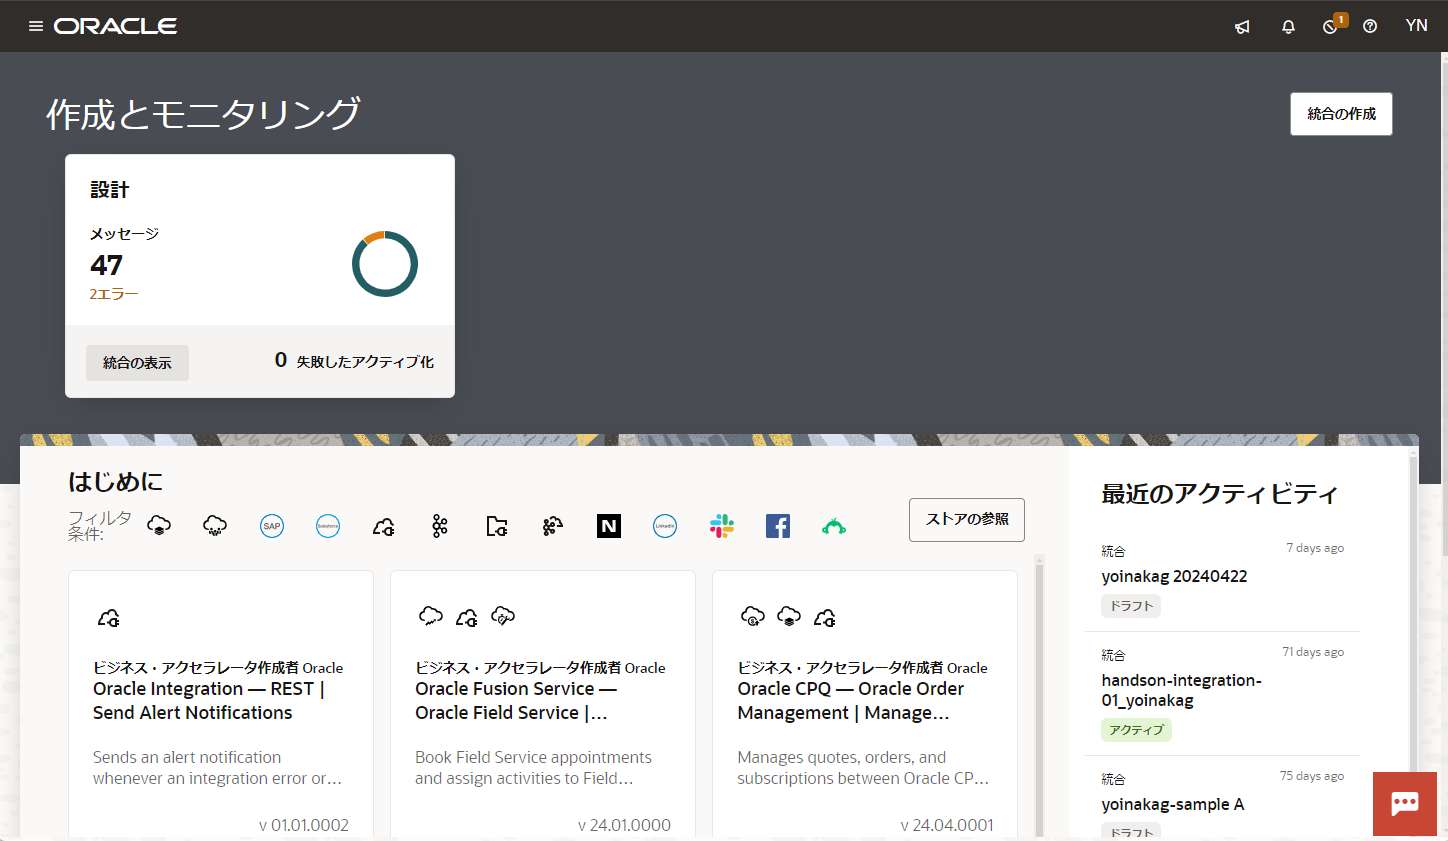 ORACLE
1
YN
作成とモニタリング
統合の作成
設計
メッセージ
47
2エラー
統合の表示
0 失敗したアクティブ化
はじめに
フィルタ
条件:
SAP
salesforce
N
LinkedIn
ストアの参照
ビジネス・アクセラレータ作成者 Oracle
Oracle Integration — REST |
Send Alert Notifications
Sends an alert notification
whenever an integration error or...
v 01.01.0002
ビジネス・アクセラレータ作成者 Oracle
Oracle Fusion Service —
Oracle Field Service |...
Book Field Service appointments
and assign activities to Field...
v 24.01.0000
ビジネス・アクセラレータ作成者 Oracle
Oracle CPQ — Oracle Order
Management | Manage...
Manages quotes, orders, and
subscriptions between Oracle CP...
v 24.04.0001
最近のアクティビティ
統合
7 days ago
yoinakag 20240422
ドラフト
統合
71 days ago
handson-integration-
01_yoinakag
アクティブ
統合
75 days ago
yoinakag-sample A
ドラフト